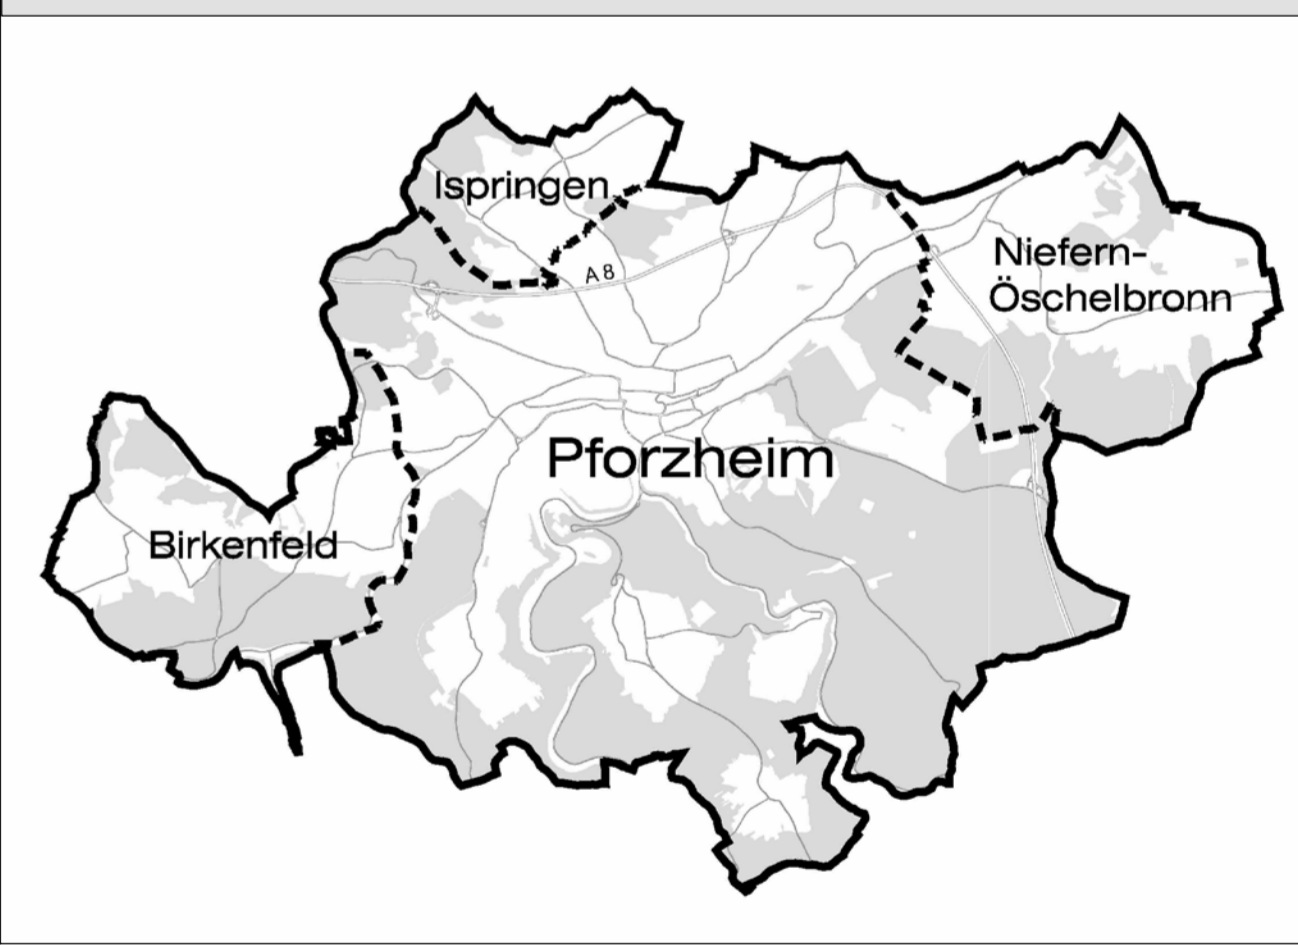 Ispringen
A 8
Niefern-
Öschelbronn
Pforzheim
Birkenfeld